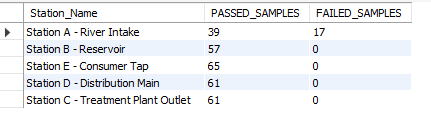 Station_Name PASSED_SAMPLES FAILED_SAMPLES
Station A - River Intake 39 17
Station B - Reservoir 57 0
Station E - Consumer Tap 65 0
Station D - Distribution Main 61 0
Station C - Treatment Plant Outlet 61 0